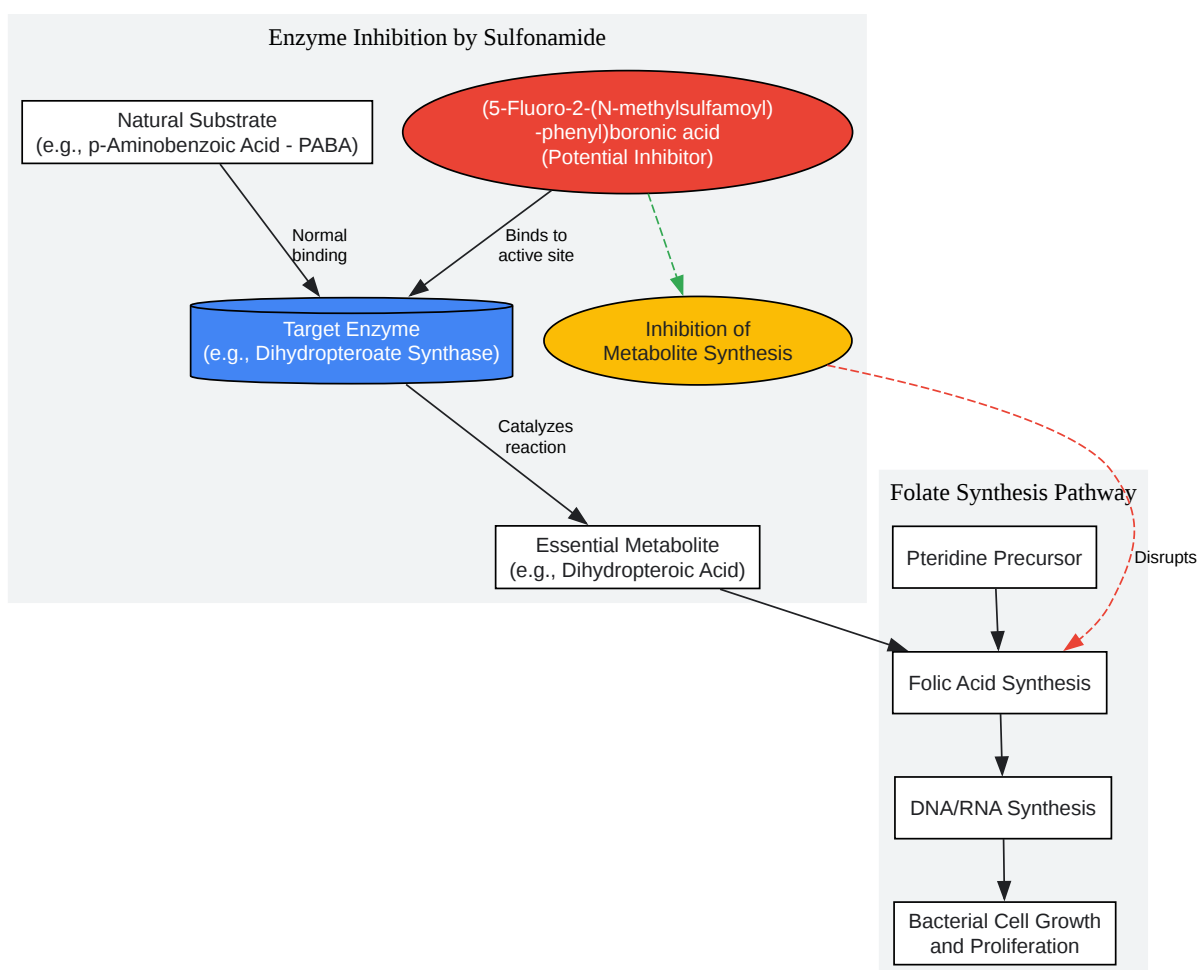 Enzyme Inhibition by Sulfonamide
Natural Substrate
(e.g., p-Aminobenzoic Acid - PABA)
(5-Fluoro-2-(N-methylsulfamoyl)
-phenyl)boronic acid
(Potential Inhibitor)
Normal
binding
Binds to
active site
Target Enzyme
(e.g., Dihydropteroate Synthase)
Inhibition of
Metabolite Synthesis
Catalyzes
reaction
Essential Metabolite
(e.g., Dihydropteroic Acid)
Folate Synthesis Pathway
Pteridine Precursor
Disrupts
Folic Acid Synthesis
DNA/RNA Synthesis
Bacterial Cell Growth
and Proliferation